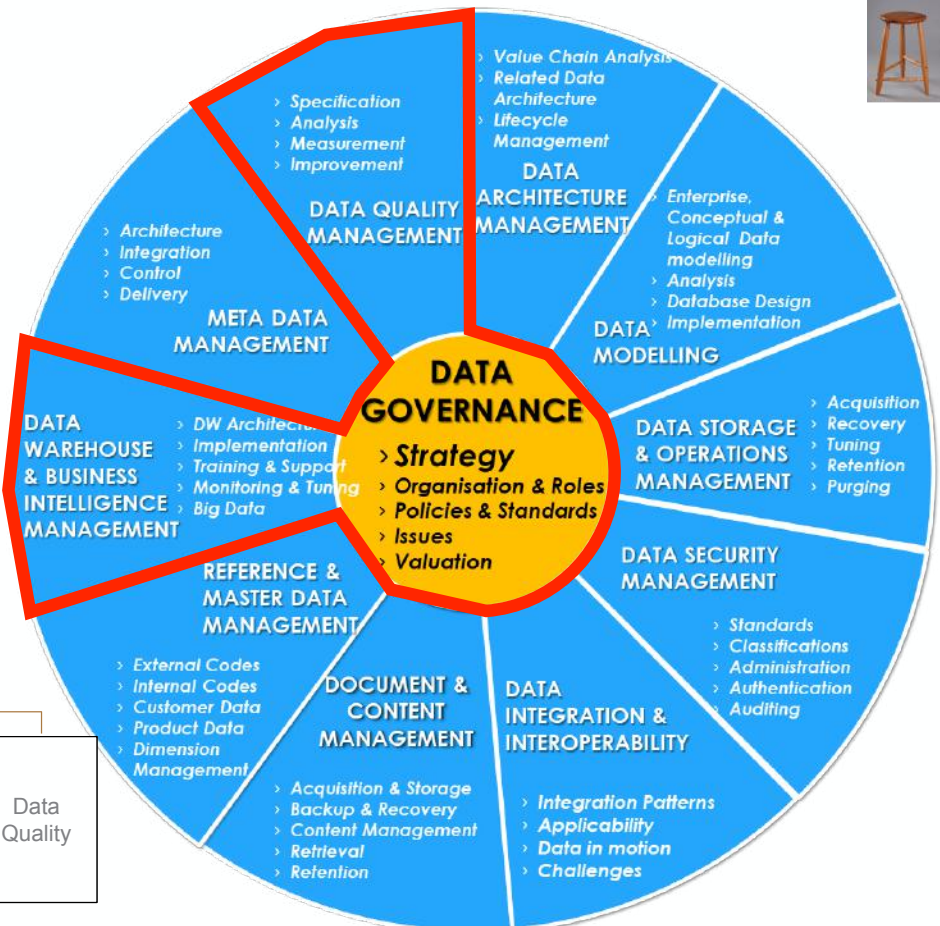 › Value Chain Analysis
› Related Data
Architecture
› Lifecycle
Management
DATA
ARCHITECTURE
MANAGEMENT
› Enterprise,
Conceptual &
Logical Data
modelling
› Analysis
› Database Design
› Implementation
DATA
MODELLING
› Acquisition
› Recovery
› Tuning
› Retention
› Purging
DATA STORAGE
& OPERATIONS
MANAGEMENT
DATA SECURITY
MANAGEMENT
› Standards
› Classifications
› Administration
› Authentication
› Auditing
DATA
INTEGRATION &
INTEROPERABILITY
› Integration Patterns
› Applicability
› Data in motion
› Challenges
DOCUMENT &
CONTENT
MANAGEMENT
› Acquisition & Storage
› Backup & Recovery
› Content Management
› Retrieval
› Retention
REFERENCE &
MASTER DATA
MANAGEMENT
› External Codes
› Internal Codes
› Customer Data
› Product Data
› Dimension
Management
DATA
WAREHOUSE
& BUSINESS
INTELLIGENCE
MANAGEMENT
› DW Architecture
› Implementation
› Training & Support
› Monitoring & Tuning
› Big Data
› Architecture
› Integration
› Control
› Delivery
META DATA
MANAGEMENT
› Specification
› Analysis
› Measurement
› Improvement
DATA QUALITY
MANAGEMENT
DATA
GOVERNANCE
› Strategy
› Organisation & Roles
› Policies & Standards
› Issues
› Valuation
Data
Quality